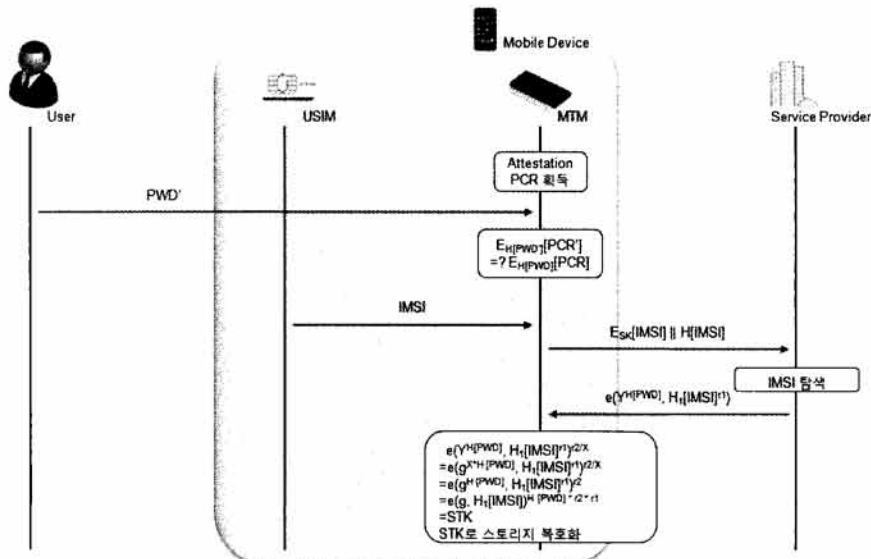 Mobile Device
User
USIM
MTM
Service Provider
Attestation
PCR 획득
PWD'
E_H[PWD'][PCR']
=? E_H[PWD][PCR]
IMSI
E_SK[IMSI] || H[IMSI]
IMSI 탐색
e(Y^H[PWD], H₁[IMSI]^r1)
e(Y^H[PWD], H₁[IMSI]^r1)^r2/X
=e(g^X*H[PWD], H₁[IMSI]^r1)^r2/X
=e(g^H[PWD], H₁[IMSI]^r1)^r2
=e(g, H₁[IMSI])^H[PWD]*r2*r1
=STK
STK로 스토리지 복호화